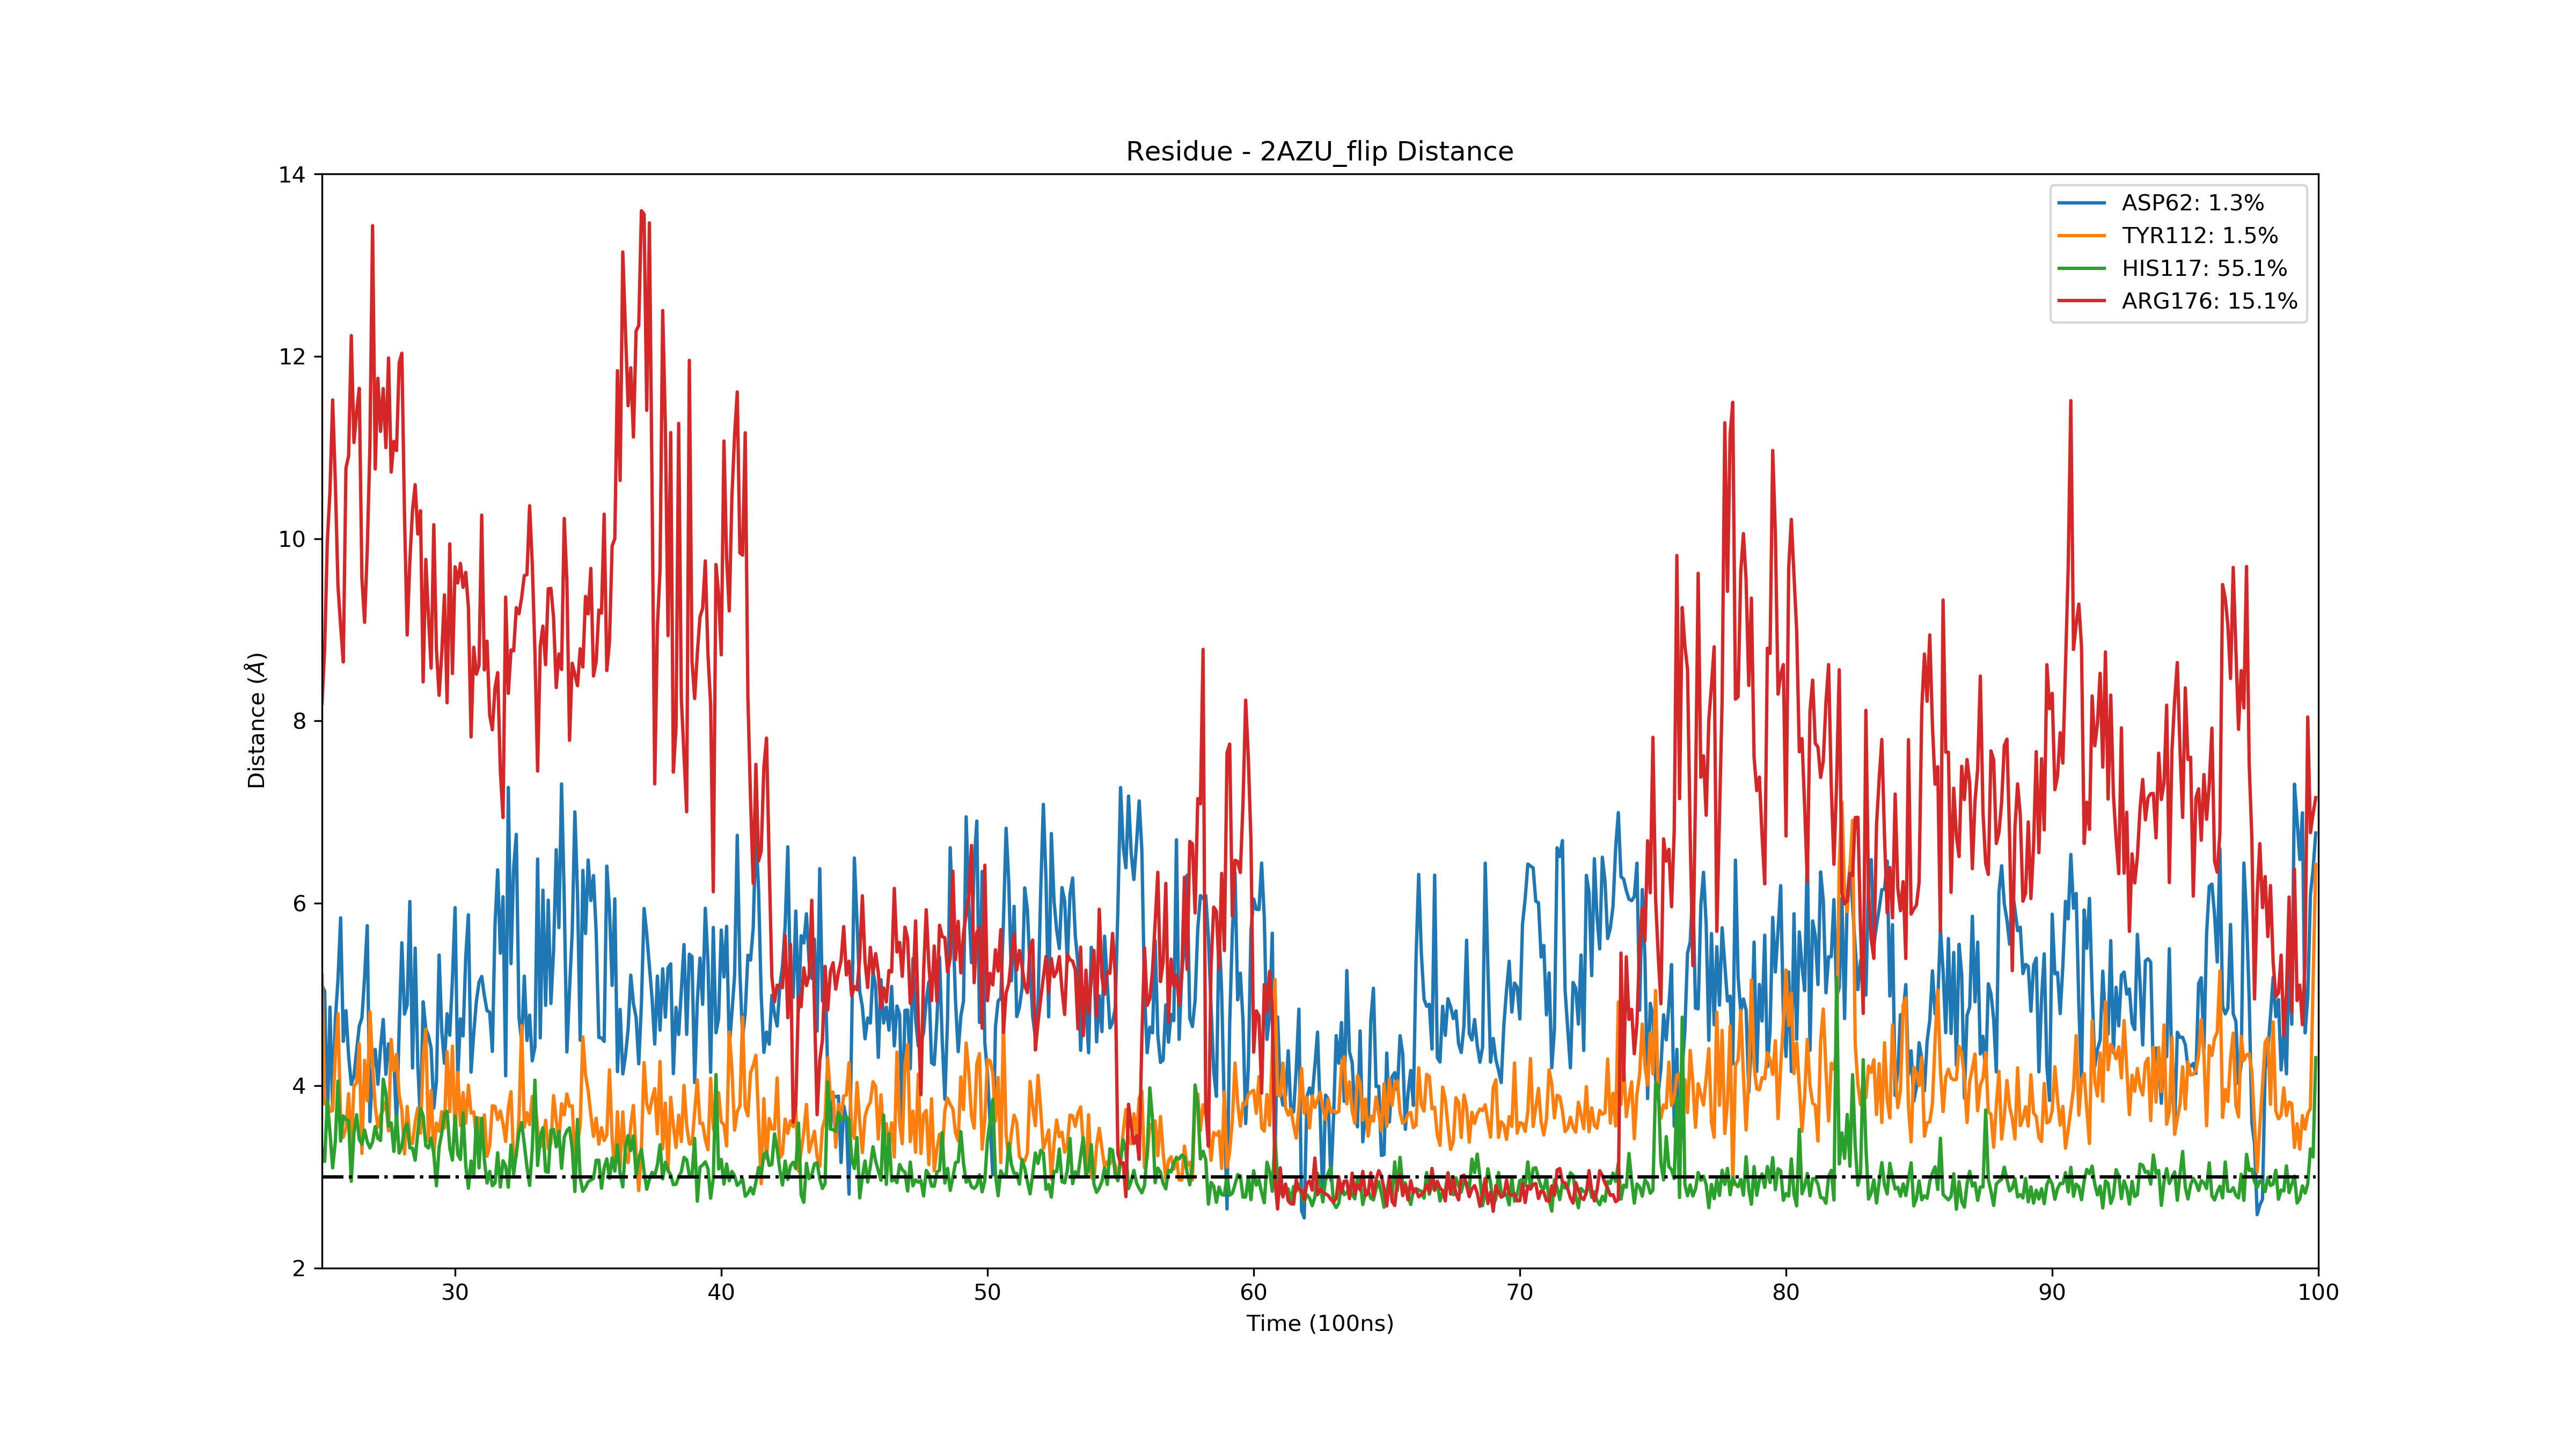 Residue - 2AZU_flip Distance
14
12
10
8
6
4
2
Distance (Å)
ASP62: 1.3%
TYR112: 1.5%
HIS117: 55.1%
ARG176: 15.1%
30 40 50 60 70 80 90 100
Time (100ns)